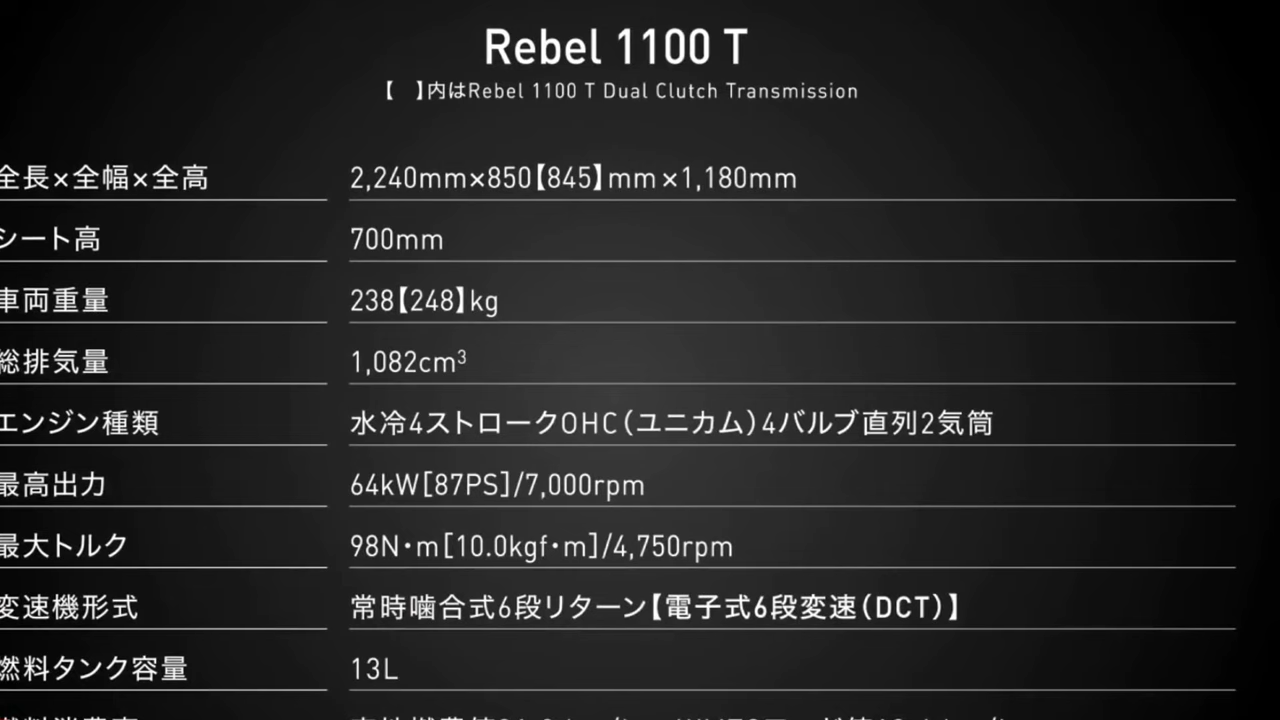 Rebel 1100 T
【　】内はRebel 1100 T Dual Clutch Transmission
全長×全幅×全高 2,240mm×850【845】mm×1,180mm
シート高 700mm
車両重量 238【248】kg
総排気量 1,082cm³
エンジン種類 水冷4ストロークOHC(ユニカム)4バルブ直列2気筒
最高出力 64kW[87PS]/7,000rpm
最大トルク 98N・m[10.0kgf・m]/4,750rpm
変速機形式 常時噛合式6段リターン【電子式6段変速(DCT)】
燃料タンク容量 13L